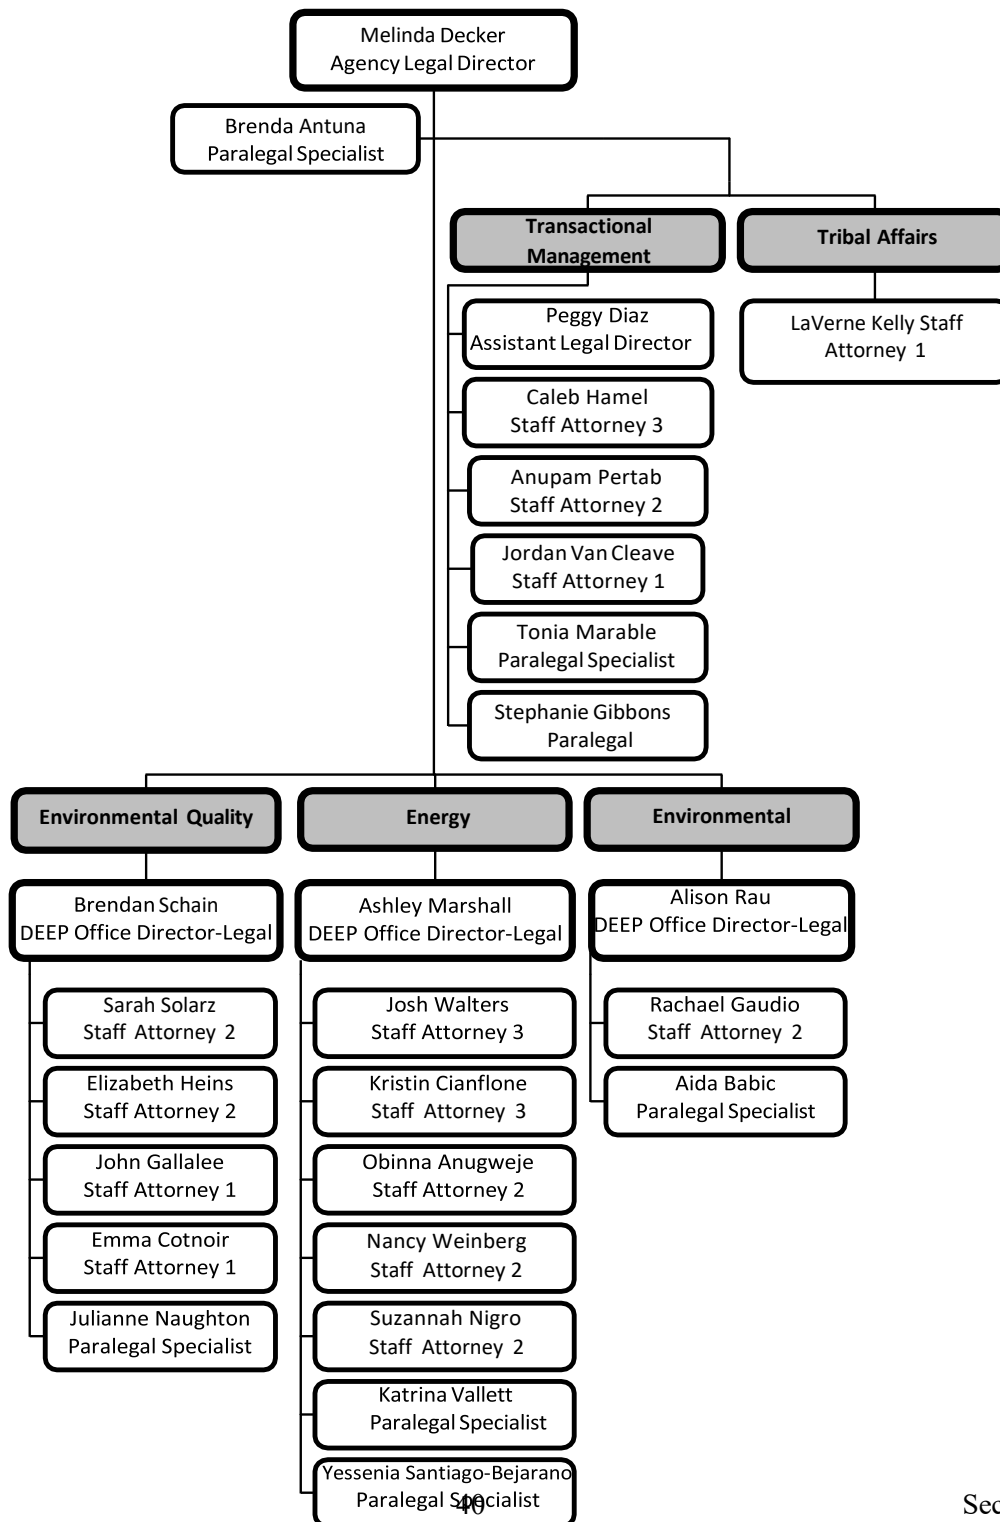 Melinda Decker
Agency Legal Director
Brenda Antuna
Paralegal Specialist
Transactional
Management
Tribal Affairs
Peggy Diaz
Assistant Legal Director
LaVerne Kelly Staff
Attorney 1
Caleb Hamel
Staff Attorney 3
Anupam Pertab
Staff Attorney 2
Jordan Van Cleave
Staff Attorney 1
Tonia Marable
Paralegal Specialist
Stephanie Gibbons
Paralegal
Environmental Quality
Energy
Environmental
Brendan Schain
DEEP Office Director-Legal
Ashley Marshall
DEEP Office Director-Legal
Alison Rau
DEEP Office Director-Legal
Sarah Solarz
Staff Attorney 2
Elizabeth Heins
Staff Attorney 2
John Gallalee
Staff Attorney 1
Emma Cotnoir
Staff Attorney 1
Julianne Naughton
Paralegal Specialist
Josh Walters
Staff Attorney 3
Kristin Cianflone
Staff Attorney 3
Obinna Anugweje
Staff Attorney 2
Nancy Weinberg
Staff Attorney 2
Suzannah Nigro
Staff Attorney 2
Katrina Vallett
Paralegal Specialist
Yessenia Santiago-Bejarano
Paralegal Specialist
Rachael Gaudio
Staff Attorney 2
Aida Babic
Paralegal Specialist
40
Sec